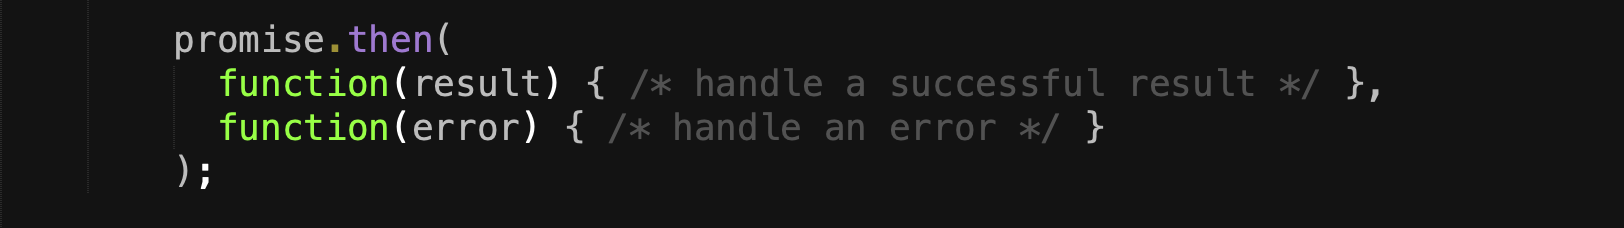 promise.then(
  function(result) { /* handle a successful result */ },
  function(error) { /* handle an error */ }
);